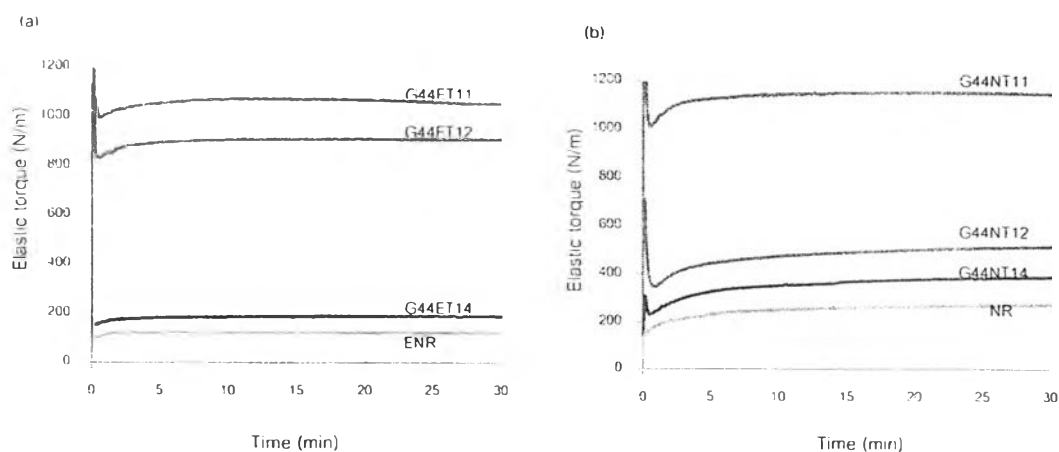 (a)
1200
1000
800
600
400
200
0
Elastic torque (N/m)
G44ET11
G44ET12
G44ET14
ENR
0 5 10 15 20 25 30
Time (min)
(b)
1200
1000
800
600
400
200
0
Elastic torque (N/m)
G44NT11
G44NT12
G44NT14
NR
0 5 10 15 20 25 30
Time (min)